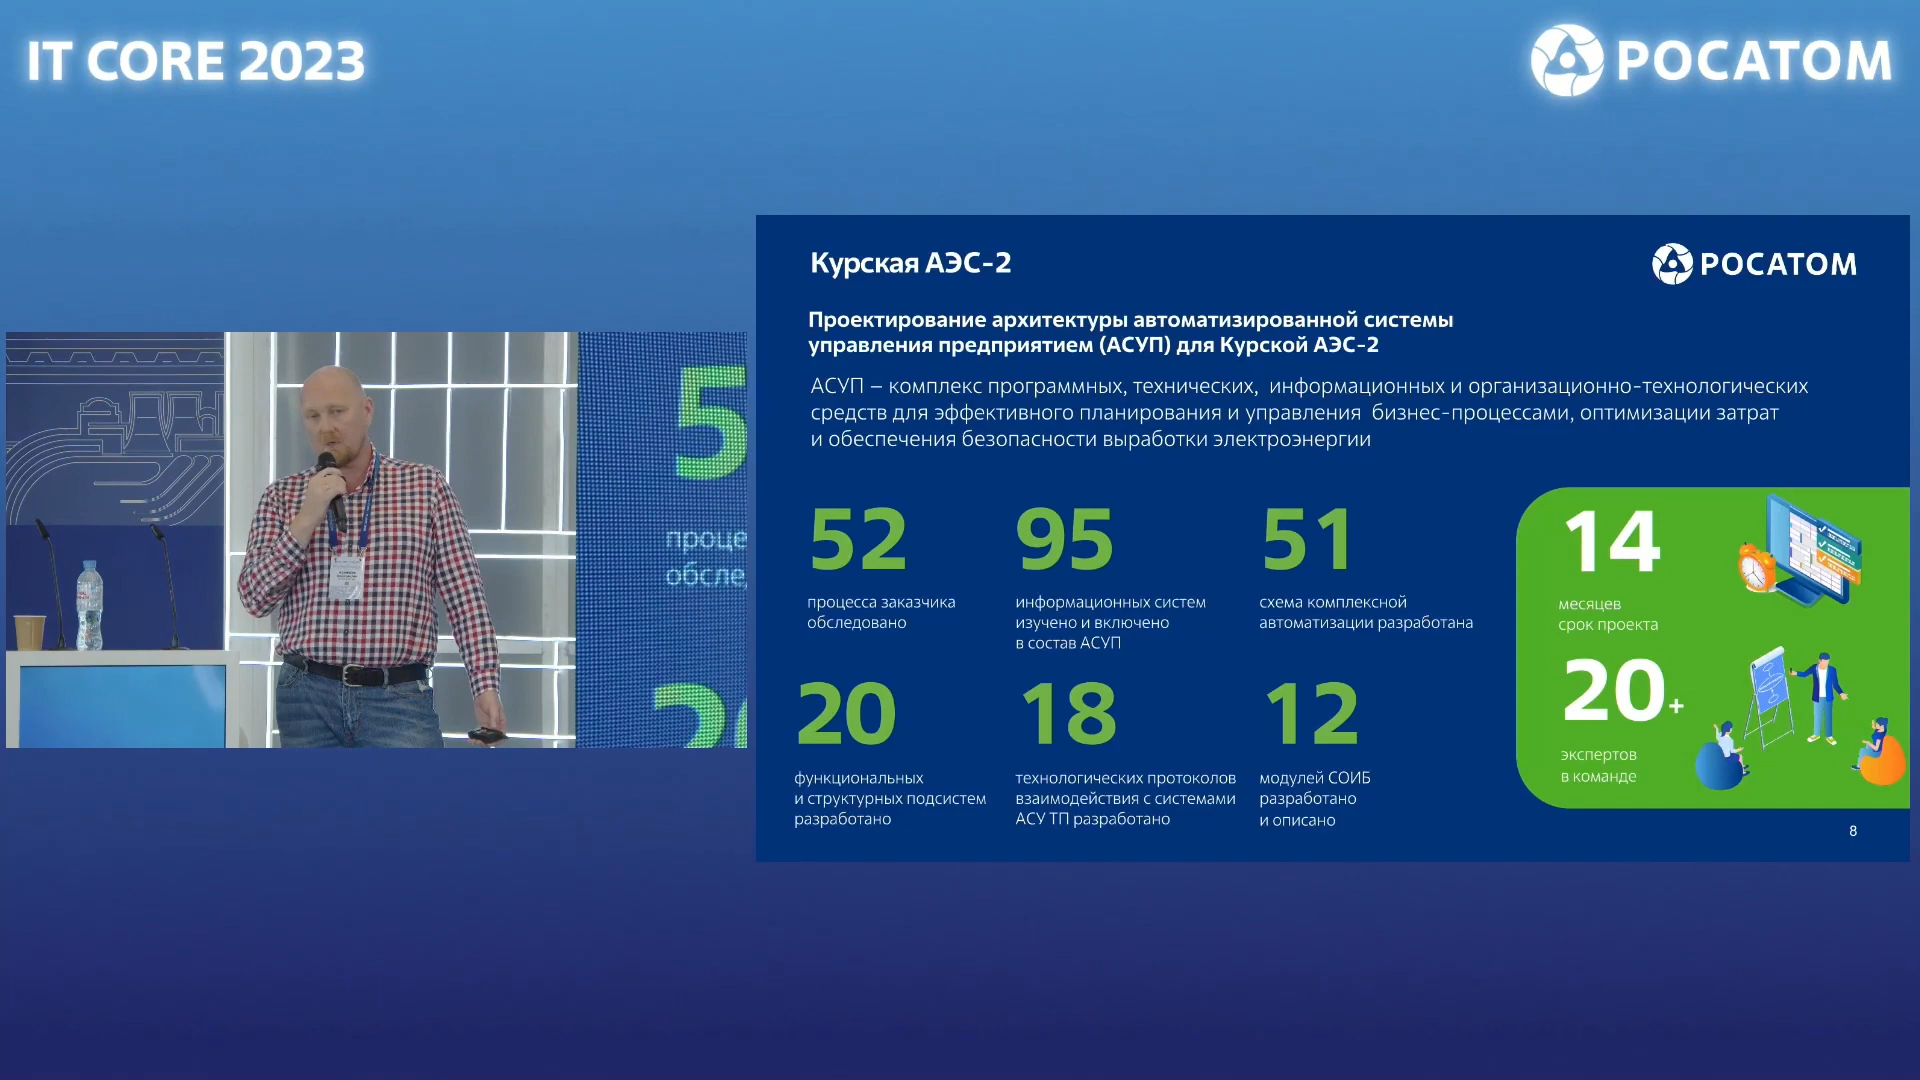 IT CORE 2023
РОСАТОМ
5
проце
обсле
20
Курская АЭС-2
РОСАТОМ
Проектирование архитектуры автоматизированной системы
управления предприятием (АСУП) для Курской АЭС-2
АСУП – комплекс программных, технических, информационных и организационно-технологических
средств для эффективного планирования и управления бизнес-процессами, оптимизации затрат
и обеспечения безопасности выработки электроэнергии
52
процесса заказчика
обследовано
95
информационных систем
изучено и включено
в состав АСУП
51
схема комплексной
автоматизации разработана
20
функциональных
и структурных подсистем
разработано
18
технологических протоколов
взаимодействия с системами
АСУ ТП разработано
12
модулей СОИБ
разработано
и описано
14
месяцев
срок проекта
20+
экспертов
в команде
8